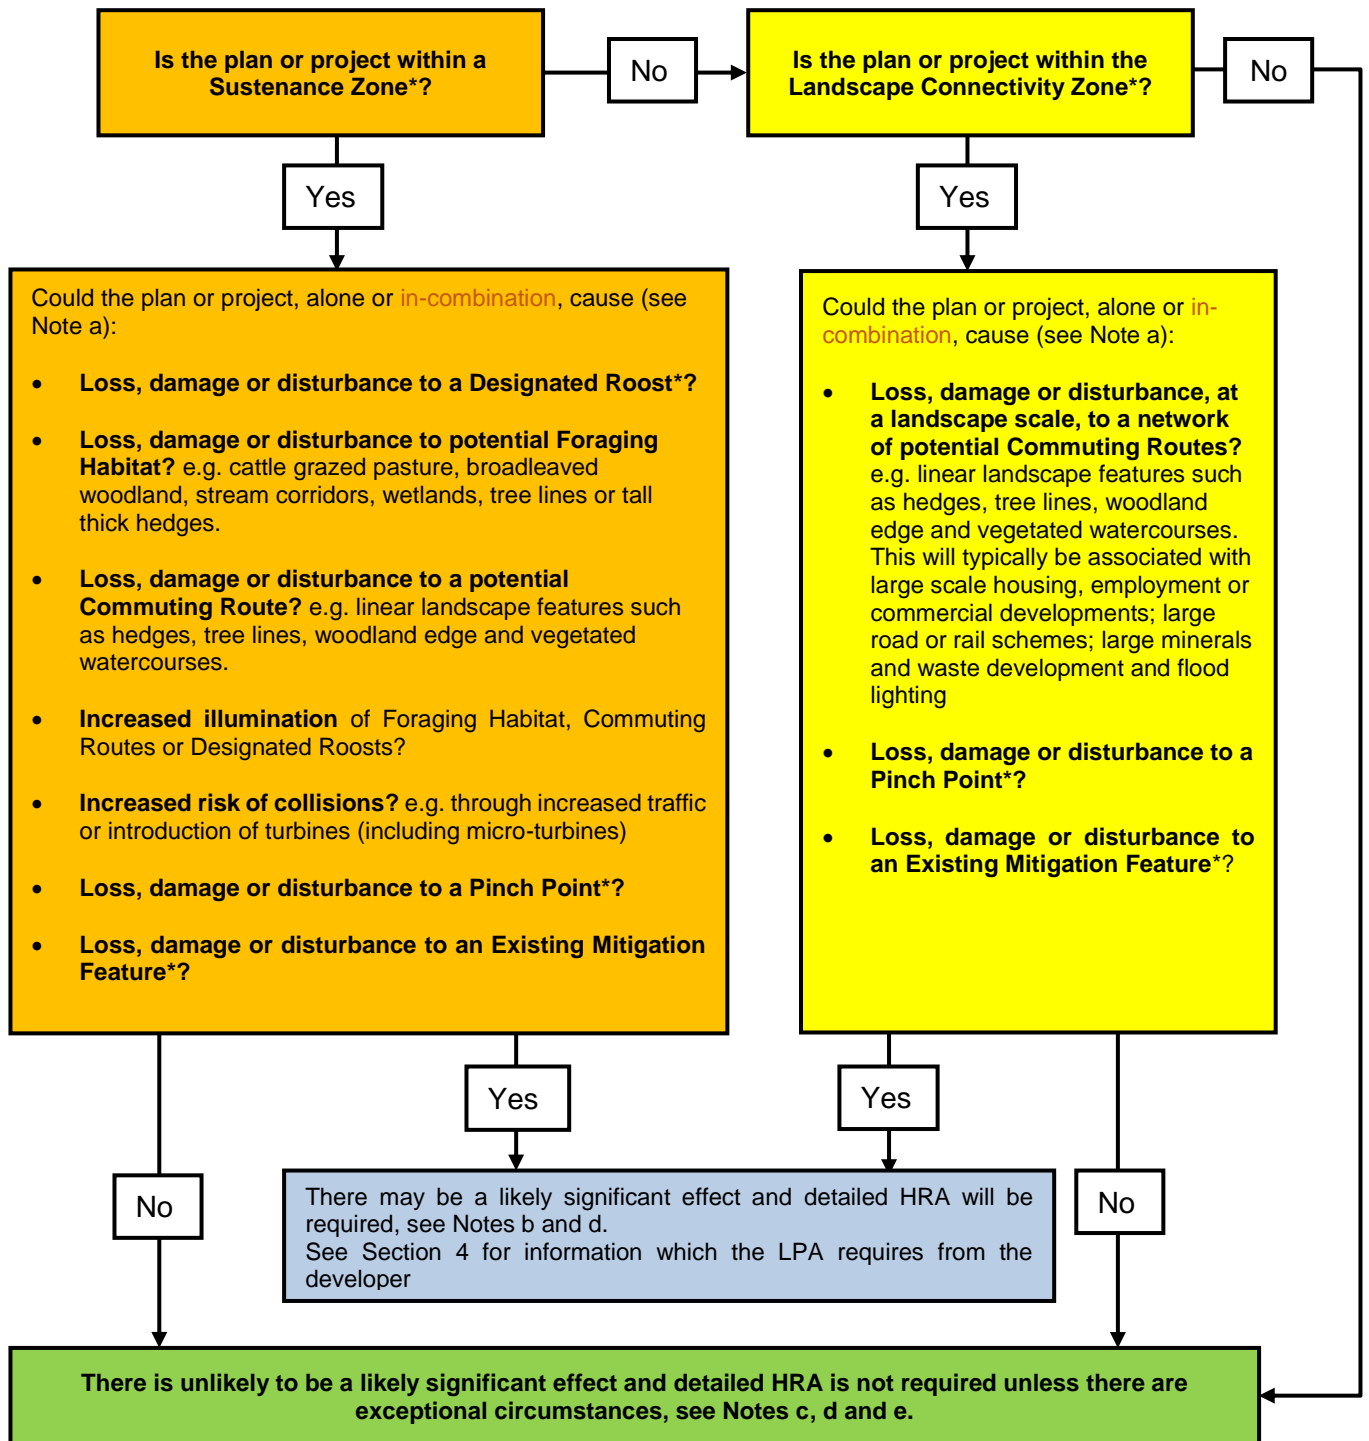 Is the plan or project within a
Sustenance Zone*?
No
Is the plan or project within the
Landscape Connectivity Zone*?
No
Yes
Yes
Could the plan or project, alone or in-combination, cause (see
Note a):
• Loss, damage or disturbance to a Designated Roost*?
• Loss, damage or disturbance to potential Foraging
Habitat? e.g. cattle grazed pasture, broadleaved
woodland, stream corridors, wetlands, tree lines or tall
thick hedges.
• Loss, damage or disturbance to a potential
Commuting Route? e.g. linear landscape features such
as hedges, tree lines, woodland edge and vegetated
watercourses.
• Increased illumination of Foraging Habitat, Commuting
Routes or Designated Roosts?
• Increased risk of collisions? e.g. through increased traffic
or introduction of turbines (including micro-turbines)
• Loss, damage or disturbance to a Pinch Point*?
• Loss, damage or disturbance to an Existing Mitigation
Feature*?
Could the plan or project, alone or in-
combination, cause (see Note a):
• Loss, damage or disturbance, at
a landscape scale, to a network
of potential Commuting Routes?
e.g. linear landscape features such
as hedges, tree lines, woodland
edge and vegetated watercourses.
This will typically be associated with
large scale housing, employment or
commercial developments; large
road or rail schemes; large minerals
and waste development and flood
lighting
• Loss, damage or disturbance to a
Pinch Point*?
• Loss, damage or disturbance to
an Existing Mitigation Feature*?
Yes
Yes
No
No
There may be a likely significant effect and detailed HRA will be
required, see Notes b and d.
See Section 4 for information which the LPA requires from the
developer
There is unlikely to be a likely significant effect and detailed HRA is not required unless there are
exceptional circumstances, see Notes c, d and e.